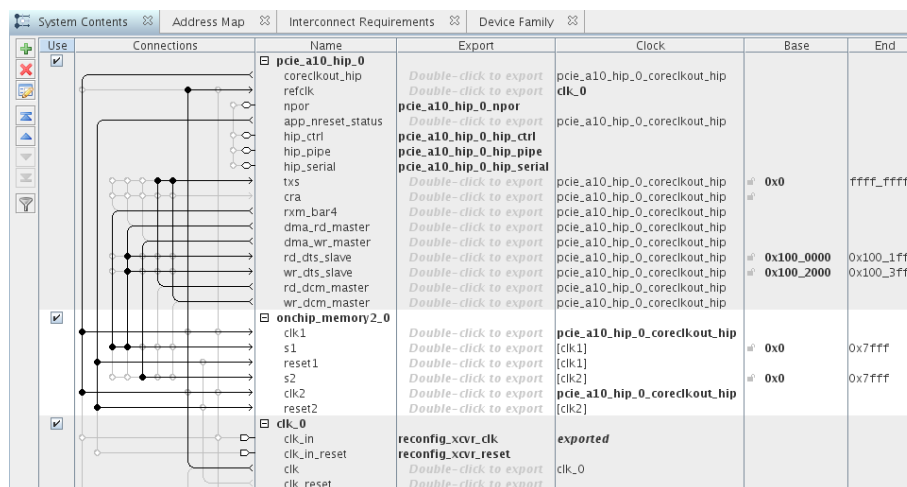 System Contents Address Map Interconnect Requirements Device Family
Use Connections Name Export Clock Base End
pcie_a10_hip_0
coreclkout_hip Double-click to export pcie_a10_hip_0_coreclkout_hip
refclk Double-click to export clk_0
npor pcie_a10_hip_0_npor
app_nreset_status Double-click to export pcie_a10_hip_0_coreclkout_hip
hip_ctrl pcie_a10_hip_0_hip_ctrl
hip_pipe pcie_a10_hip_0_hip_pipe
hip_serial pcie_a10_hip_0_hip_serial
txs Double-click to export pcie_a10_hip_0_coreclkout_hip 0x0 ffff_ffff
cra Double-click to export pcie_a10_hip_0_coreclkout_hip
rxm_bar4 Double-click to export pcie_a10_hip_0_coreclkout_hip
dma_rd_master Double-click to export pcie_a10_hip_0_coreclkout_hip
dma_wr_master Double-click to export pcie_a10_hip_0_coreclkout_hip
rd_dts_slave Double-click to export pcie_a10_hip_0_coreclkout_hip 0x100_0000 0x100_1ff
wr_dts_slave Double-click to export pcie_a10_hip_0_coreclkout_hip 0x100_2000 0x100_3ff
rd_dcm_master Double-click to export pcie_a10_hip_0_coreclkout_hip
wr_dcm_master Double-click to export pcie_a10_hip_0_coreclkout_hip
onchip_memory2_0
clk1 Double-click to export pcie_a10_hip_0_coreclkout_hip
s1 Double-click to export [clk1] 0x0 0x7fff
reset1 Double-click to export [clk1]
s2 Double-click to export [clk2] 0x0 0x7fff
clk2 Double-click to export pcie_a10_hip_0_coreclkout_hip
reset2 Double-click to export [clk2]
clk_0
clk_in reconfig_xcvr_clk exported
clk_in_reset reconfig_xcvr_reset
clk Double-click to export clk_0
clk_reset Double-click to export